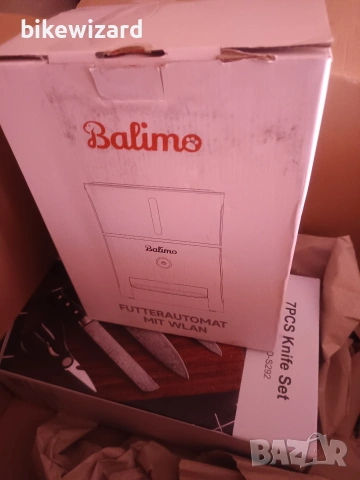 bikewizard
Balimo
Balimo
FUTTERAUTOMAT
MIT WLAN
7PCS Knife Set
BAZAR